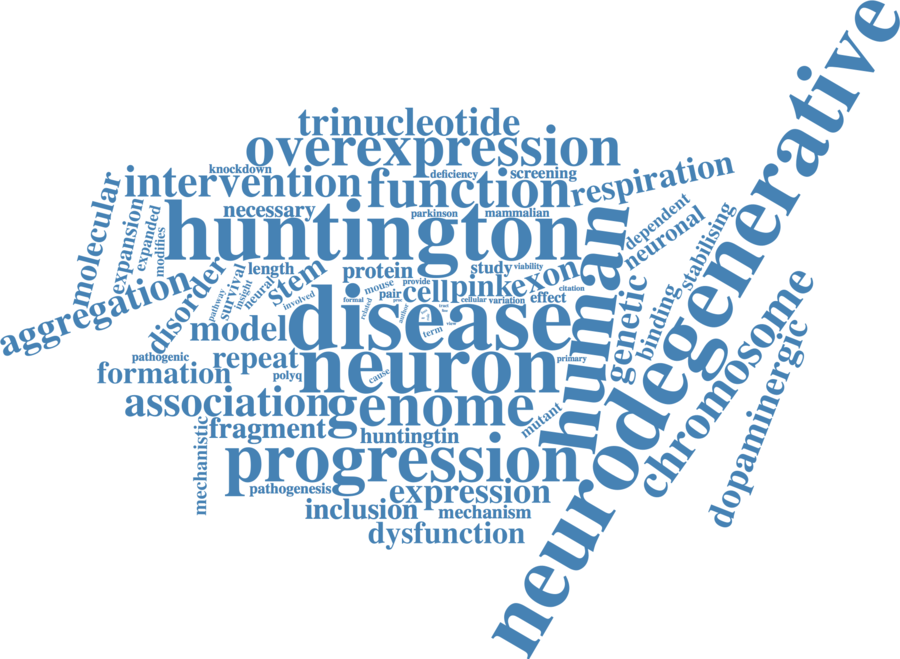 neurodegenerative
trinucleotide
overexpression
knockdown
deficiency
screening
intervention
function
respiration
molecular
expansion
expanded
modifies
necessary
parkinson
mammalian
huntington
human
dependent
neuronal
stabilising
aggregation
disorder
pathway
survival
insight
neural
length
stem
involved
protein
mouse
provide
study
viability
exon
citation
pair
cell
pink
cellular
variation
effect
formal
related
author
term
disease
model
genetic
binding
chromosome
dopaminergic
pathogenic
repeat
neuron
primary
formation
polyq
cause
association
genome
mutant
mechanistic
fragment
huntingtin
progression
pathogenesis
expression
inclusion
mechanism
dysfunction